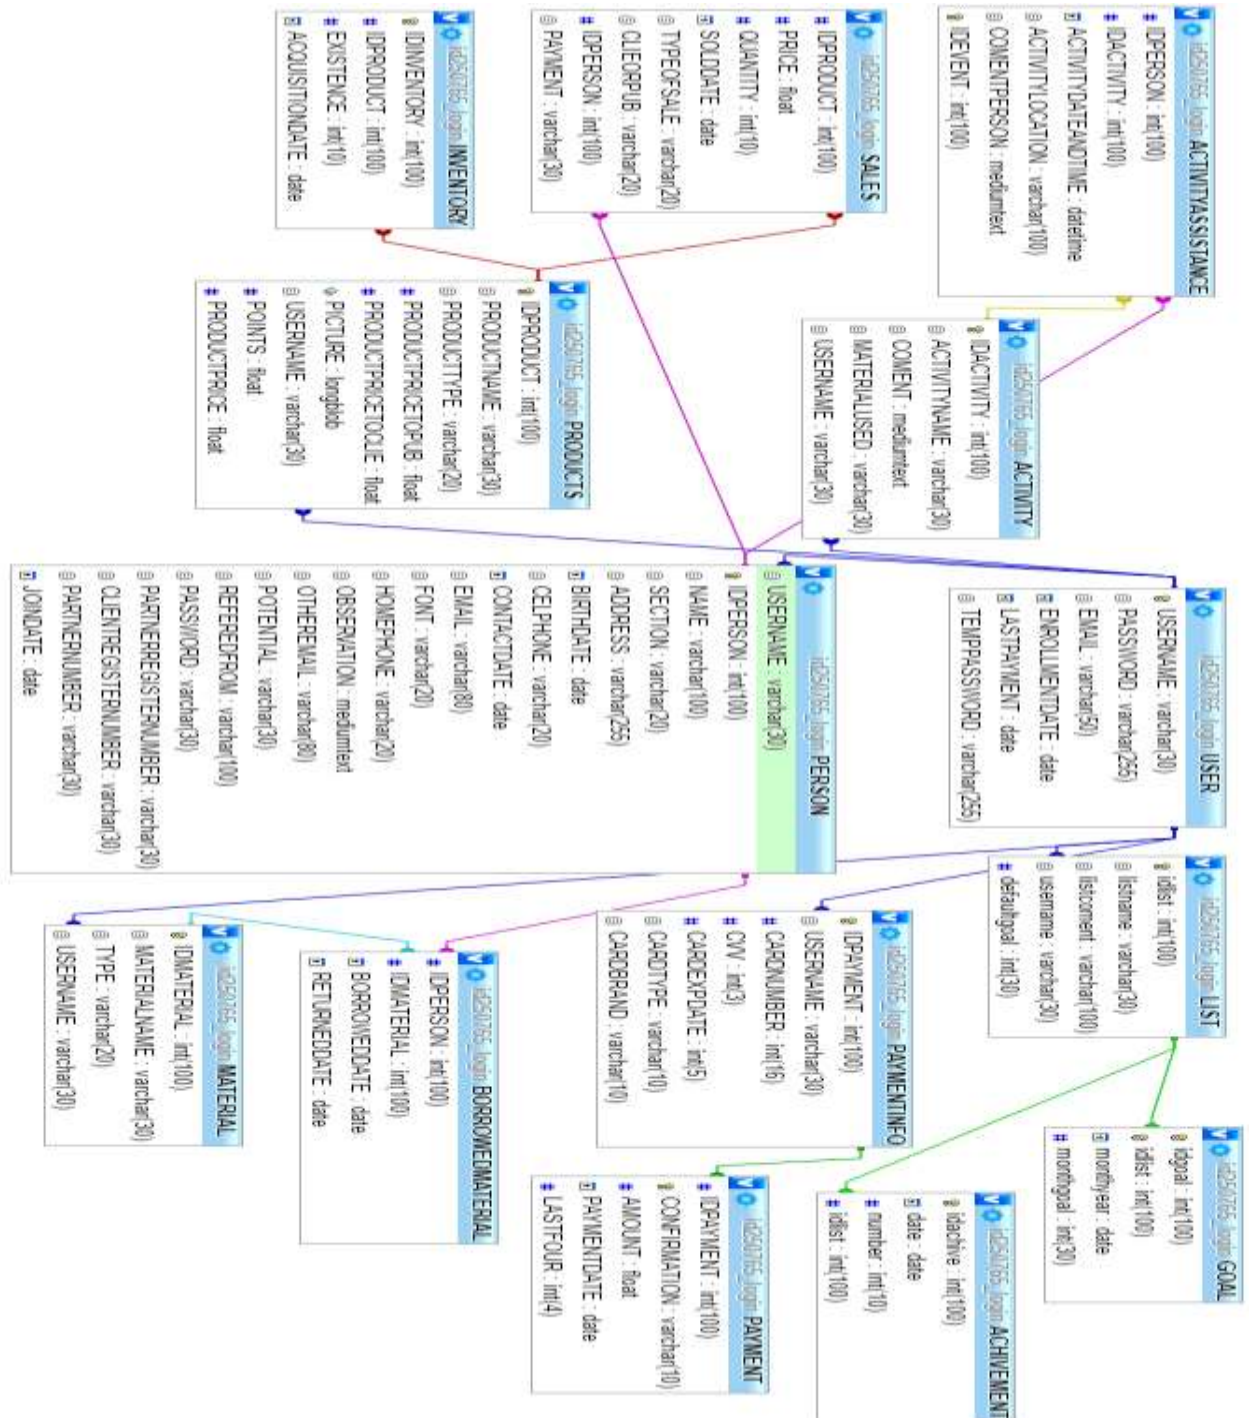 id250765_login ACTIVITYASSISTANCE
IDPERSON : int(100)
IDACTIVITY : int(100)
ACTIVITYDATEANDTIME : datetime
ACTIVITYLOCATION : varchar(100)
COMENTPERSON : mediumtext
IDEVENT : int(100)
id250765_login ACTIVITY
IDACTIVITY : int(100)
ACTIVITYNAME : varchar(30)
COMENT : mediumtext
MATERIALUSED : varchar(30)
USERNAME : varchar(30)
id250765_login USER
USERNAME : varchar(30)
PASSWORD : varchar(255)
EMAIL : varchar(50)
ENROLLMENTDATE : date
LASTPAYMENT : date
TEMPPASSWORD : varchar(255)
id250765_login LIST
idlist : int(100)
listname : varchar(30)
listcoment : varchar(100)
username : varchar(30)
defaultgoal : int(30)
id250765_login GOAL
idgoal : int(100)
idlist : int(100)
monthyear : date
monthgoal : int(30)
id250765_login ACHIVEMENT
idachive : int(100)
date : date
number : int(10)
idlist : int(100)
id250765_login SALES
IDPRODUCT : int(100)
PRICE : float
QUANTITY : int(10)
SOLDDATE : date
TYPEOFSALE : varchar(20)
CLIEORPUB : varchar(20)
IDPERSON : int(100)
PAYMENT : varchar(30)
id250765_login PERSON
USERNAME : varchar(30)
IDPERSON : int(100)
NAME : varchar(100)
SECTION : varchar(20)
ADDRESS : varchar(255)
BIRTHDATE : date
CELPHONE : varchar(20)
CONTACTDATE : date
EMAIL : varchar(80)
FONT : varchar(20)
HOMEPHONE : varchar(20)
OBSERVATION : mediumtext
OTHEREMAIL : varchar(80)
POTENTIAL : varchar(30)
REFEREDFROM : varchar(100)
PASSWORD : varchar(30)
PARTNERREGISTERNUMBER : varchar(30)
CLIENTREGISTERNUMBER : varchar(30)
PARTNERNUMBER : varchar(30)
JOINDATE : date
id250765_login PAYMENTINFO
IDPAYMENT : int(100)
USERNAME : varchar(30)
CARDNUMBER : int(16)
CVV : int(3)
CARDEXPDATE : int(5)
CARDTYPE : varchar(10)
CARDBRAND : varchar(10)
id250765_login PAYMENT
IDPAYMENT : int(100)
CONFIRMATION : varchar(10)
AMOUNT : float
PAYMENTDATE : date
LASTFOUR : int(4)
id250765_login INVENTORY
IDINVENTORY : int(100)
IDPRODUCT : int(100)
EXISTENCE : int(10)
ACQUISITIONDATE : date
id250765_login PRODUCTS
IDPRODUCT : int(100)
PRODUCTNAME : varchar(30)
PRODUCTTYPE : varchar(20)
PRODUCTPRICETOPUB : float
PRODUCTPRICETOCLIE : float
PICTURE : longblob
USERNAME : varchar(30)
POINTS : float
PRODUCTPRICE : float
id250765_login BORROWEDMATERIAL
IDPERSON : int(100)
IDMATERIAL : int(100)
BORROWEDDATE : date
RETURNEDDATE : date
id250765_login MATERIAL
IDMATERIAL : int(100)
MATERIALNAME : varchar(30)
TYPE : varchar(20)
USERNAME : varchar(30)